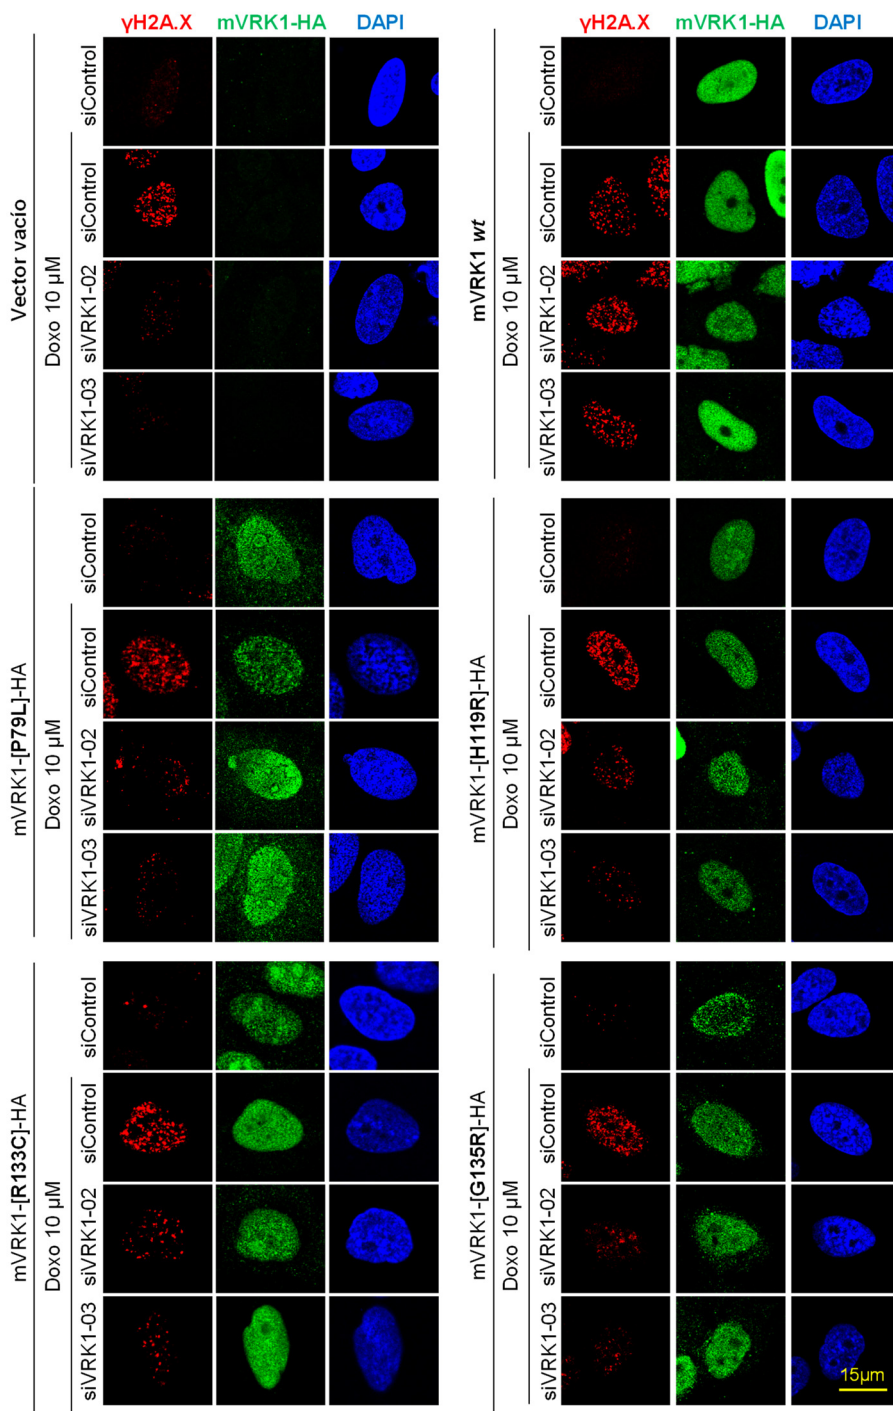 γH2A.X mVRK1-HA DAPI
Vector vacío
siControl
Doxo 10 µM
siControl
siVRK1-02
siVRK1-03
γH2A.X mVRK1-HA DAPI
mVRK1 wt
siControl
Doxo 10 µM
siControl
siVRK1-02
siVRK1-03
mVRK1-[P79L]-HA
siControl
Doxo 10 µM
siControl
siVRK1-02
siVRK1-03
mVRK1-[H119R]-HA
siControl
Doxo 10 µM
siControl
siVRK1-02
siVRK1-03
mVRK1-[R133C]-HA
siControl
Doxo 10 µM
siControl
siVRK1-02
siVRK1-03
mVRK1-[G135R]-HA
siControl
Doxo 10 µM
siControl
siVRK1-02
siVRK1-03
15µm